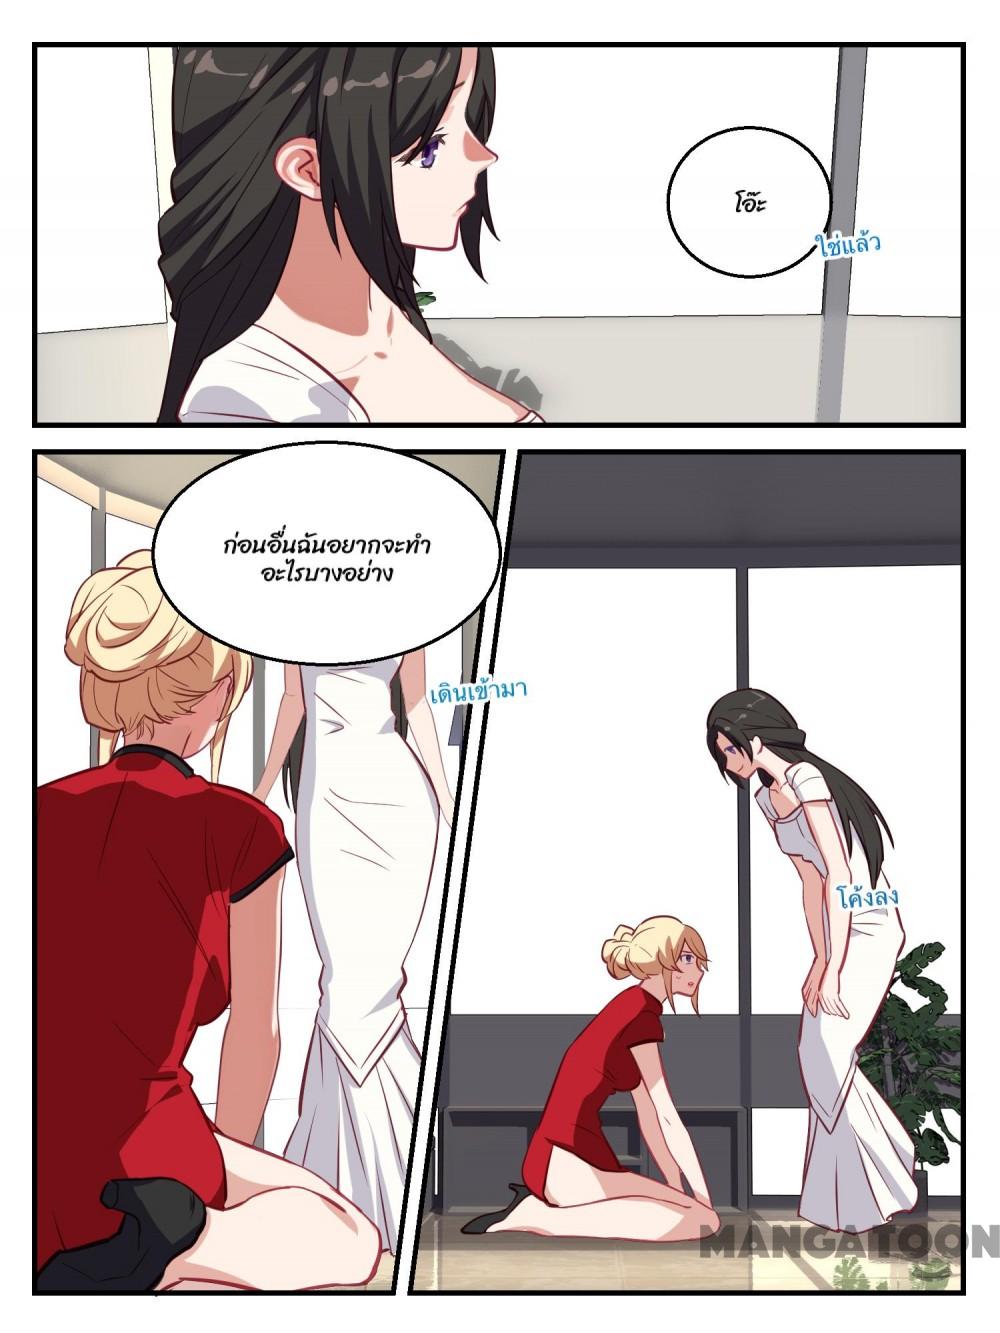 โอ๊ะ
ใช่แล้ว
ก่อนอื่นฉันอยากจะทำ
อะไรบางอย่าง
เดินเข้ามา
โค้งลง
MANGATOON